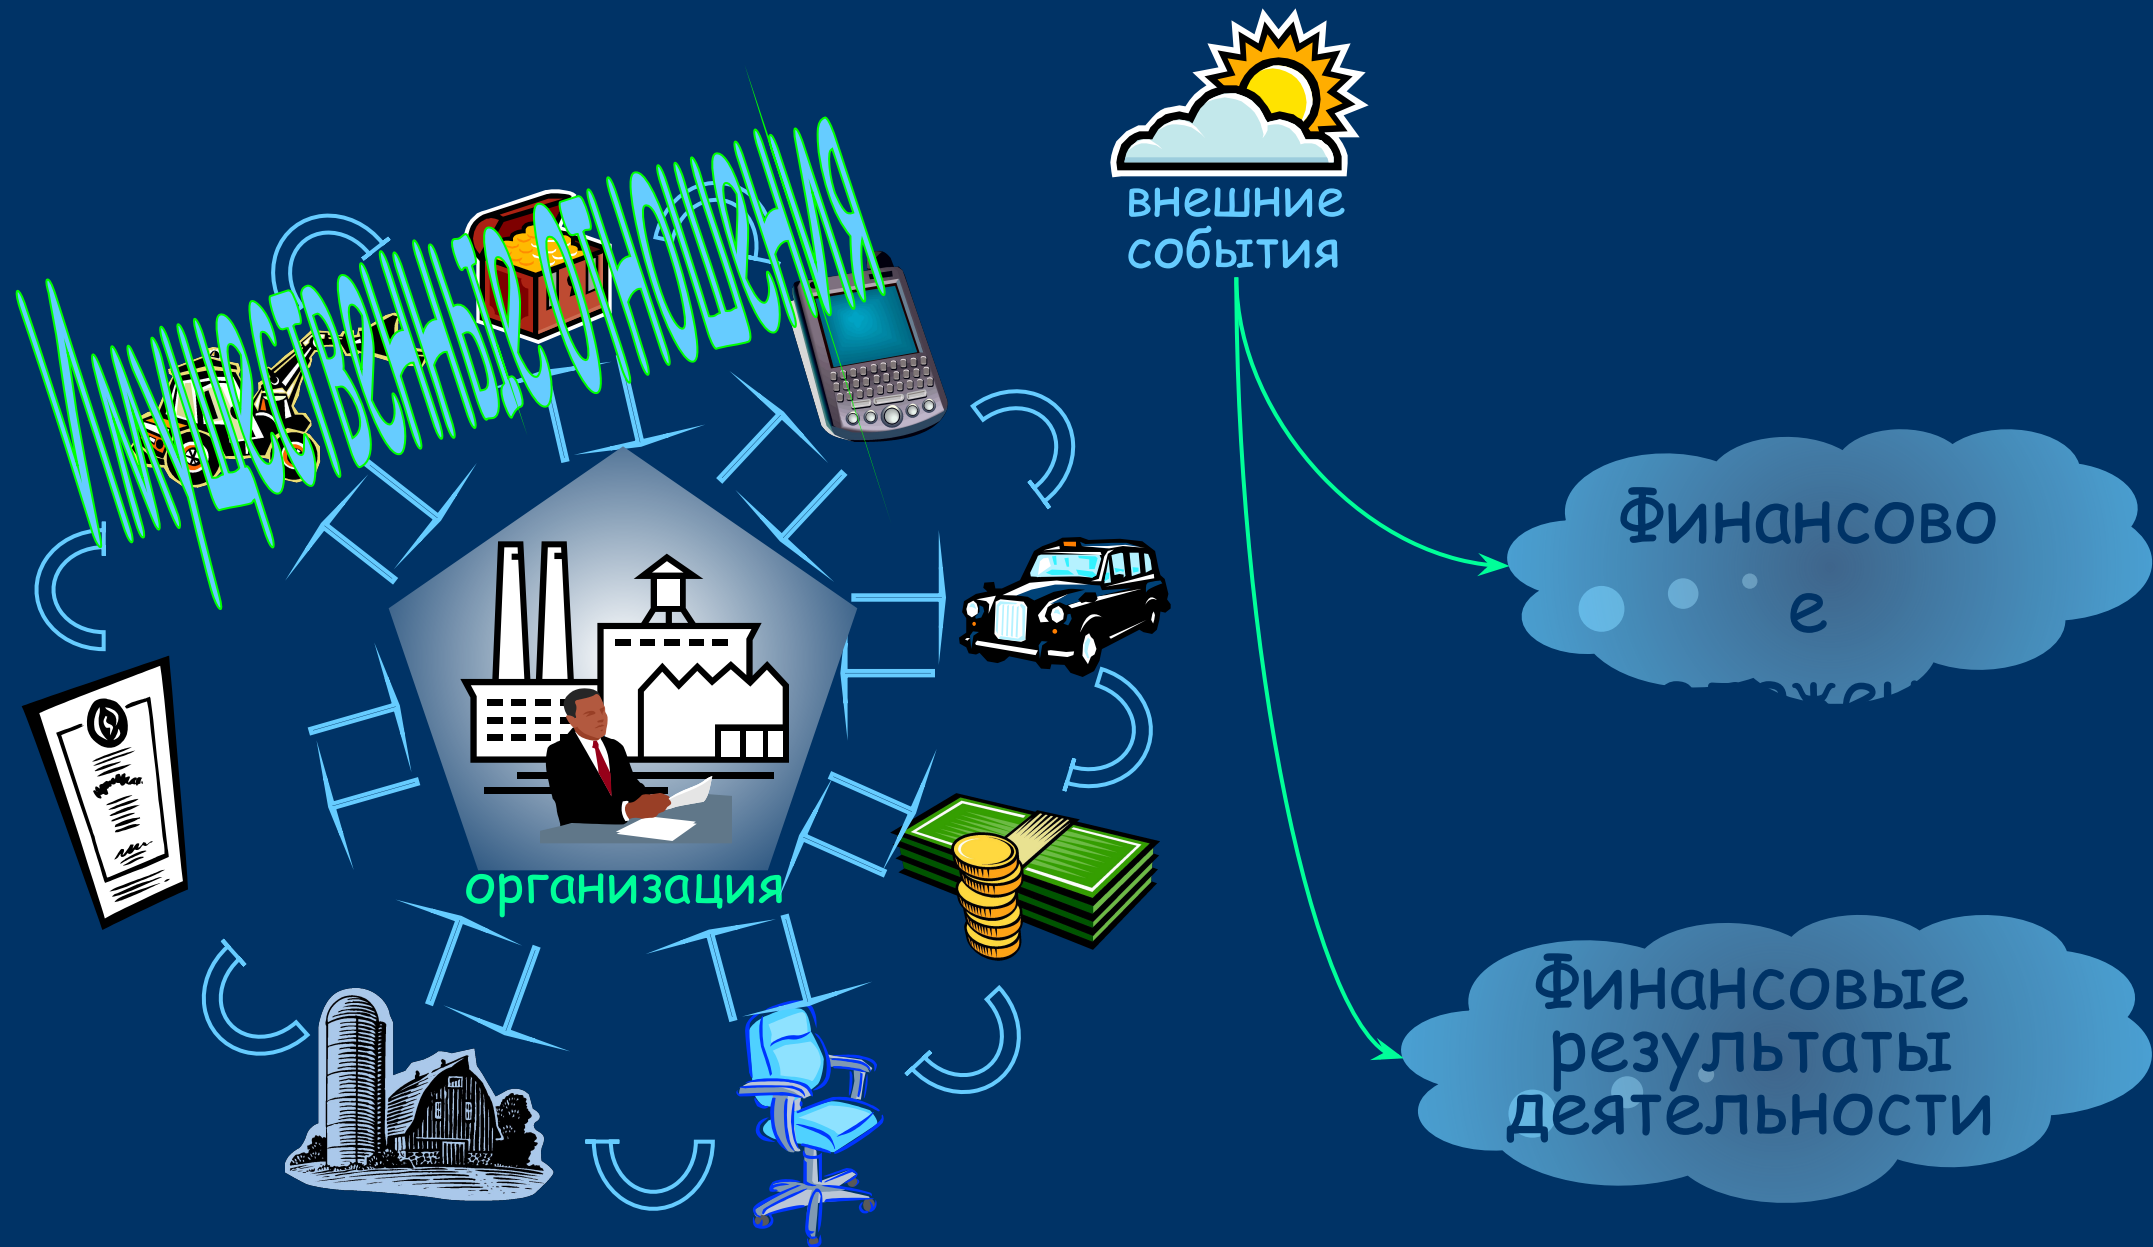 Имущественные отношения
внешние
события
Финансово
е
организация
Финансовые
результаты
деятельности